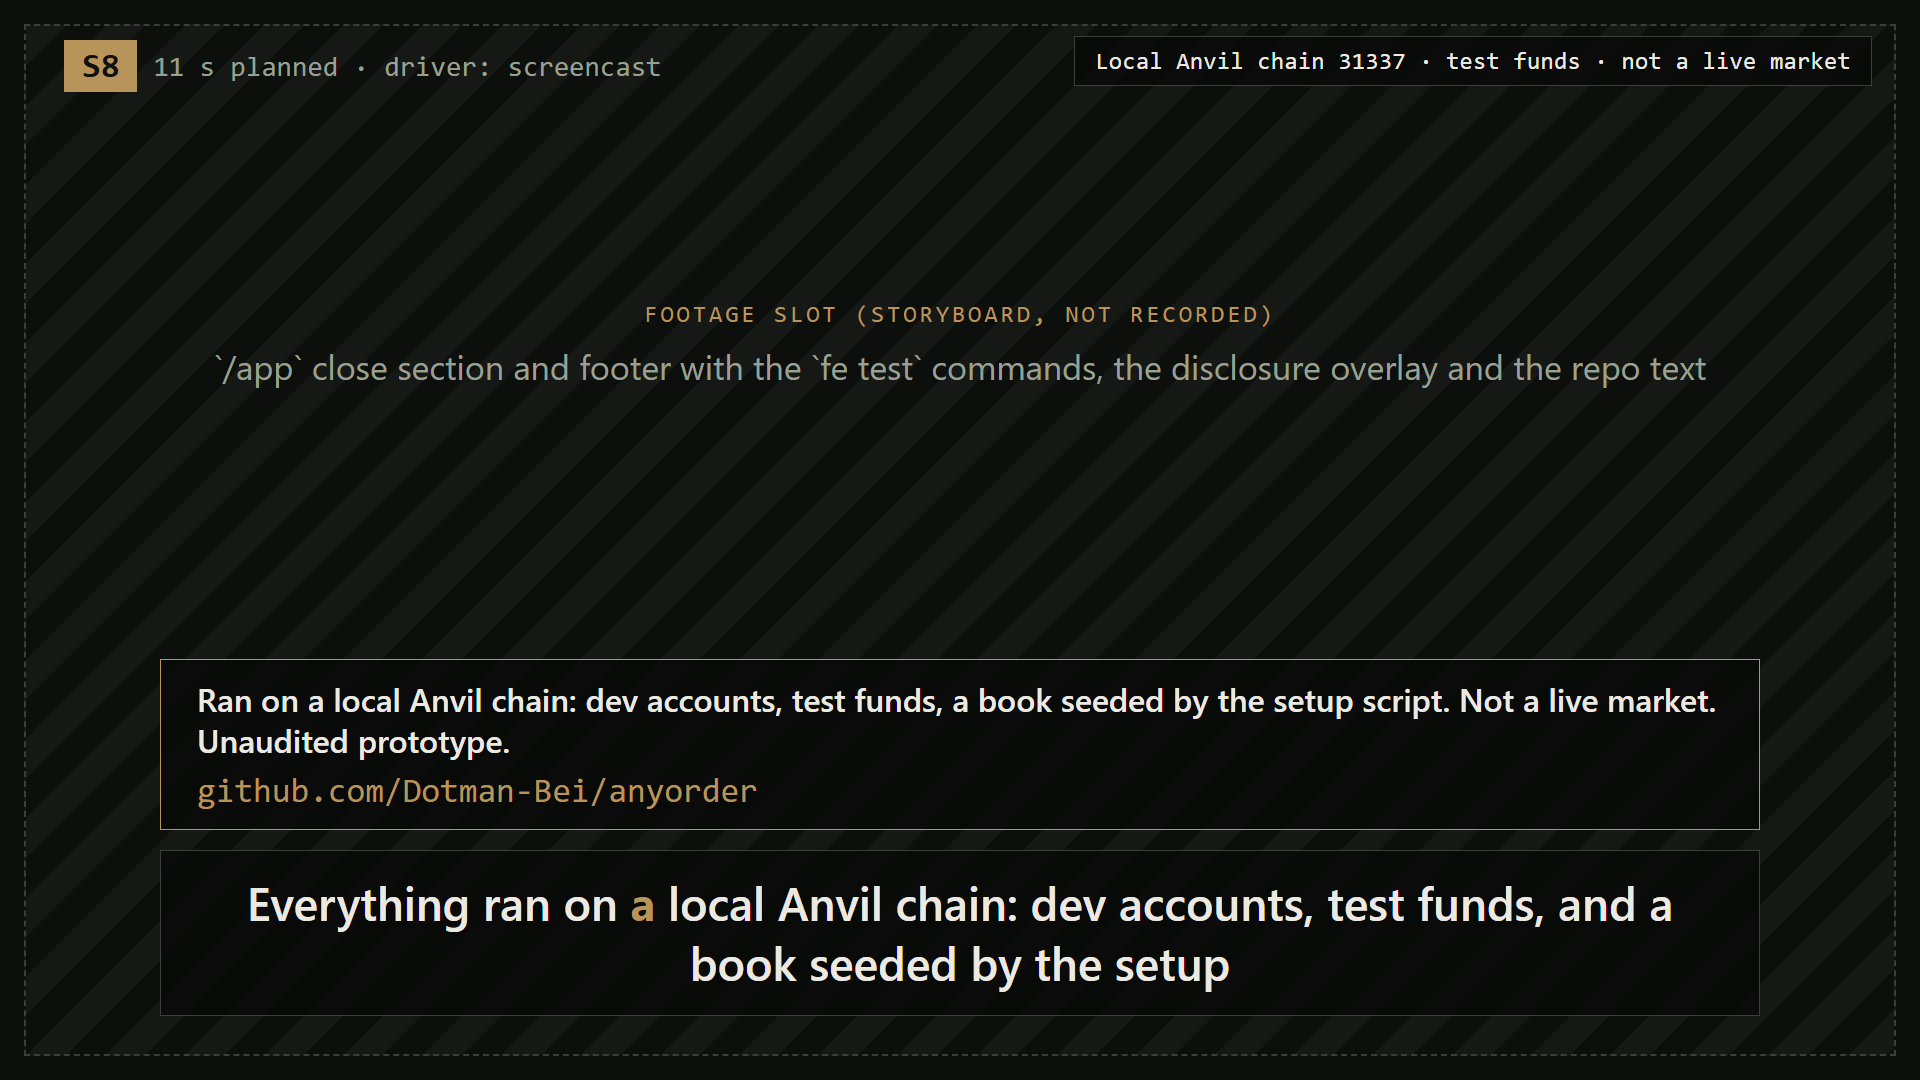 S8 11 s planned · driver: screencast
Local Anvil chain 31337 · test funds · not a live market
FOOTAGE SLOT (STORYBOARD, NOT RECORDED)
`/app` close section and footer with the `fe test` commands, the disclosure overlay and the repo text
Ran on a local Anvil chain: dev accounts, test funds, a book seeded by the setup script. Not a live market.
Unaudited prototype.
github.com/Dotman-Bei/anyorder
Everything ran on a local Anvil chain: dev accounts, test funds, and a
book seeded by the setup